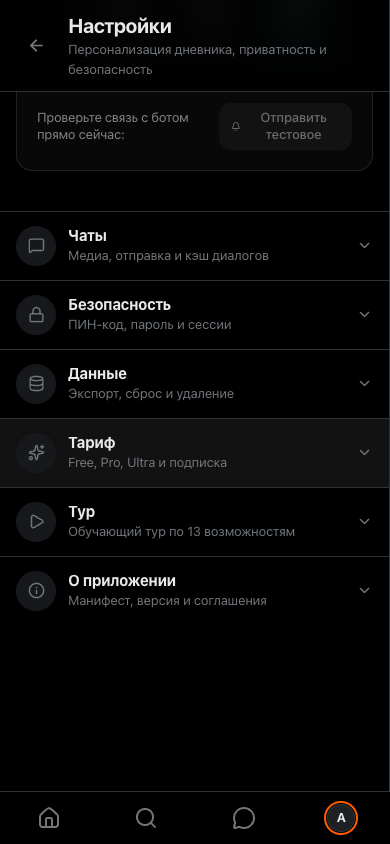 Настройки
Персонализация дневника, приватность и
безопасность
Проверьте связь с ботом
прямо сейчас:
Отправить
тестовое
Чаты
Медиа, отправка и кэш диалогов
Безопасность
ПИН-код, пароль и сессии
Данные
Экспорт, сброс и удаление
Тариф
Free, Pro, Ultra и подписка
Тур
Обучающий тур по 13 возможностям
О приложении
Манифест, версия и соглашения
A